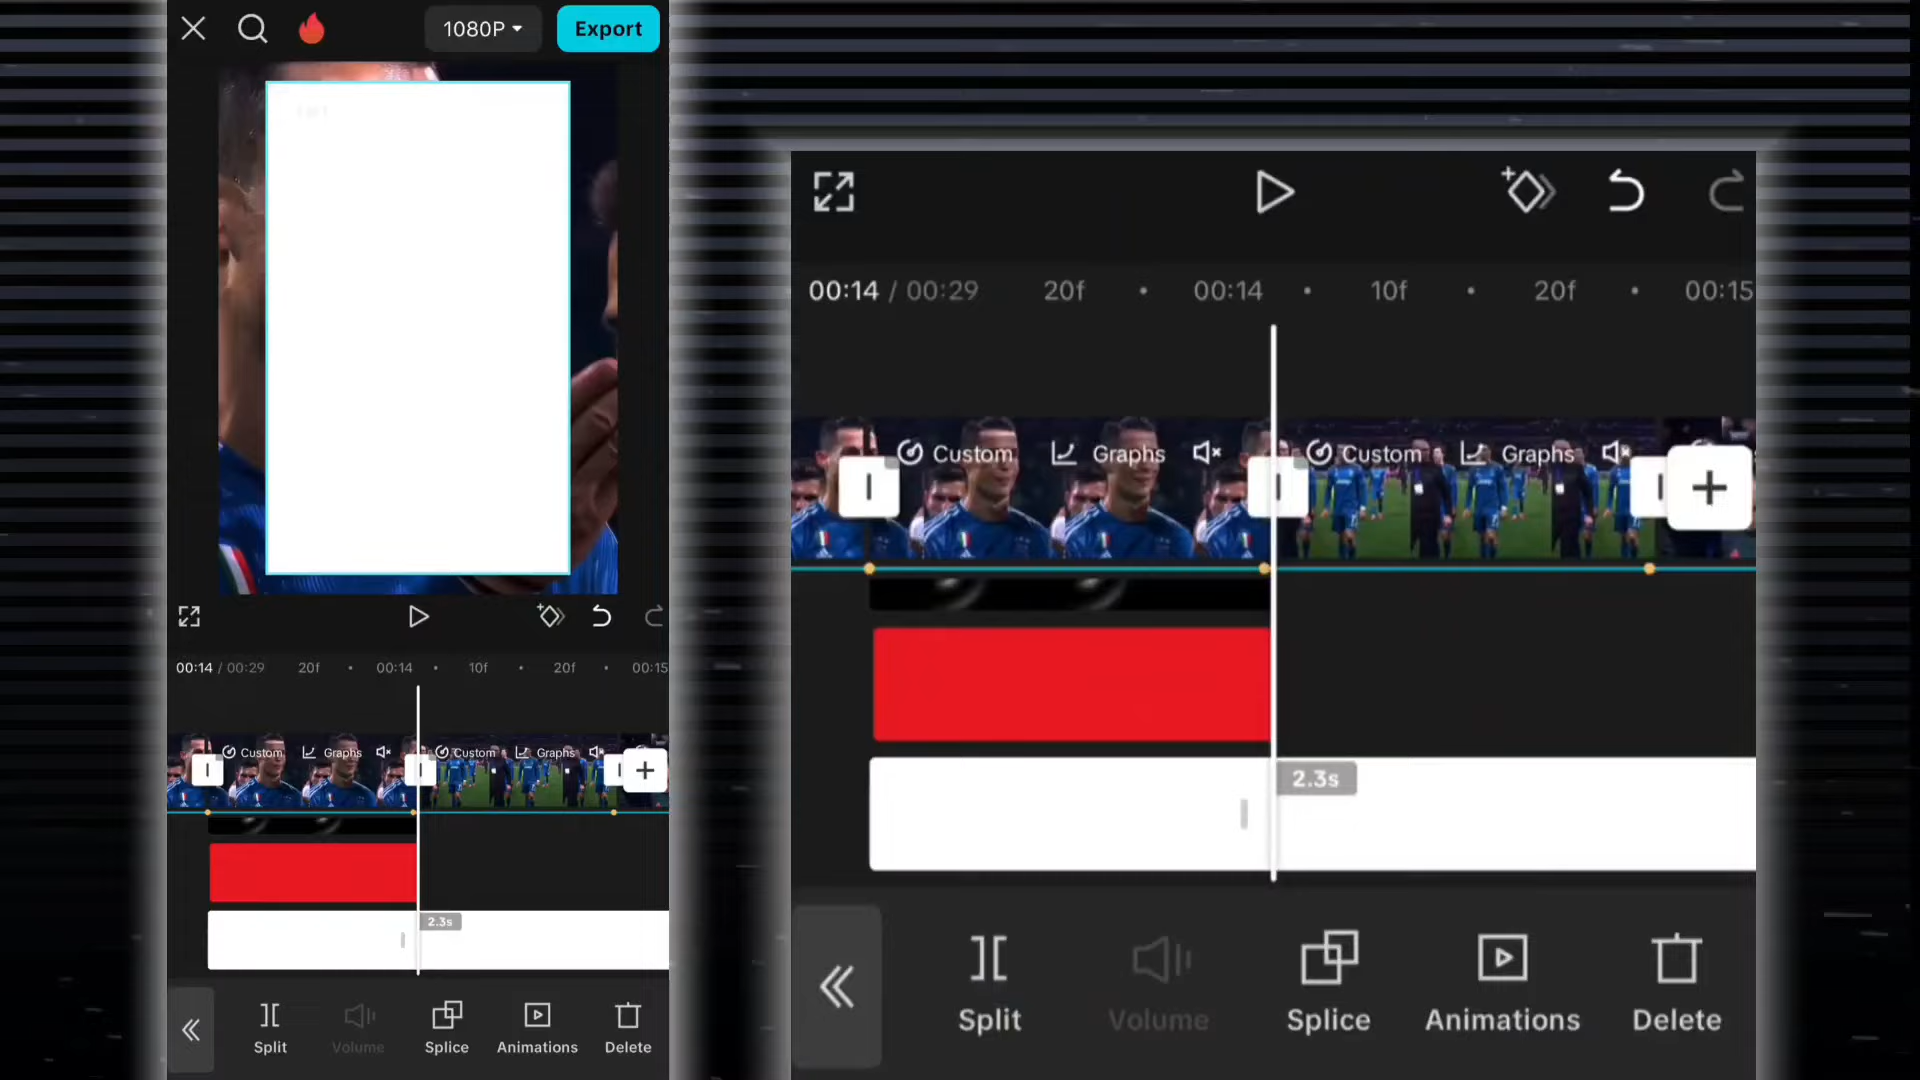 1080P
Export
00:14 / 00:29 20f 00:14 10f 20f 00:15
Custom Graphs Custom Graphs
2.3s
Split Volume Splice Animations Delete
00:14 / 00:29 20f 00:14 10f 20f 00:15
Custom Graphs Custom Graphs
2.3s
Split Volume Splice Animations Delete